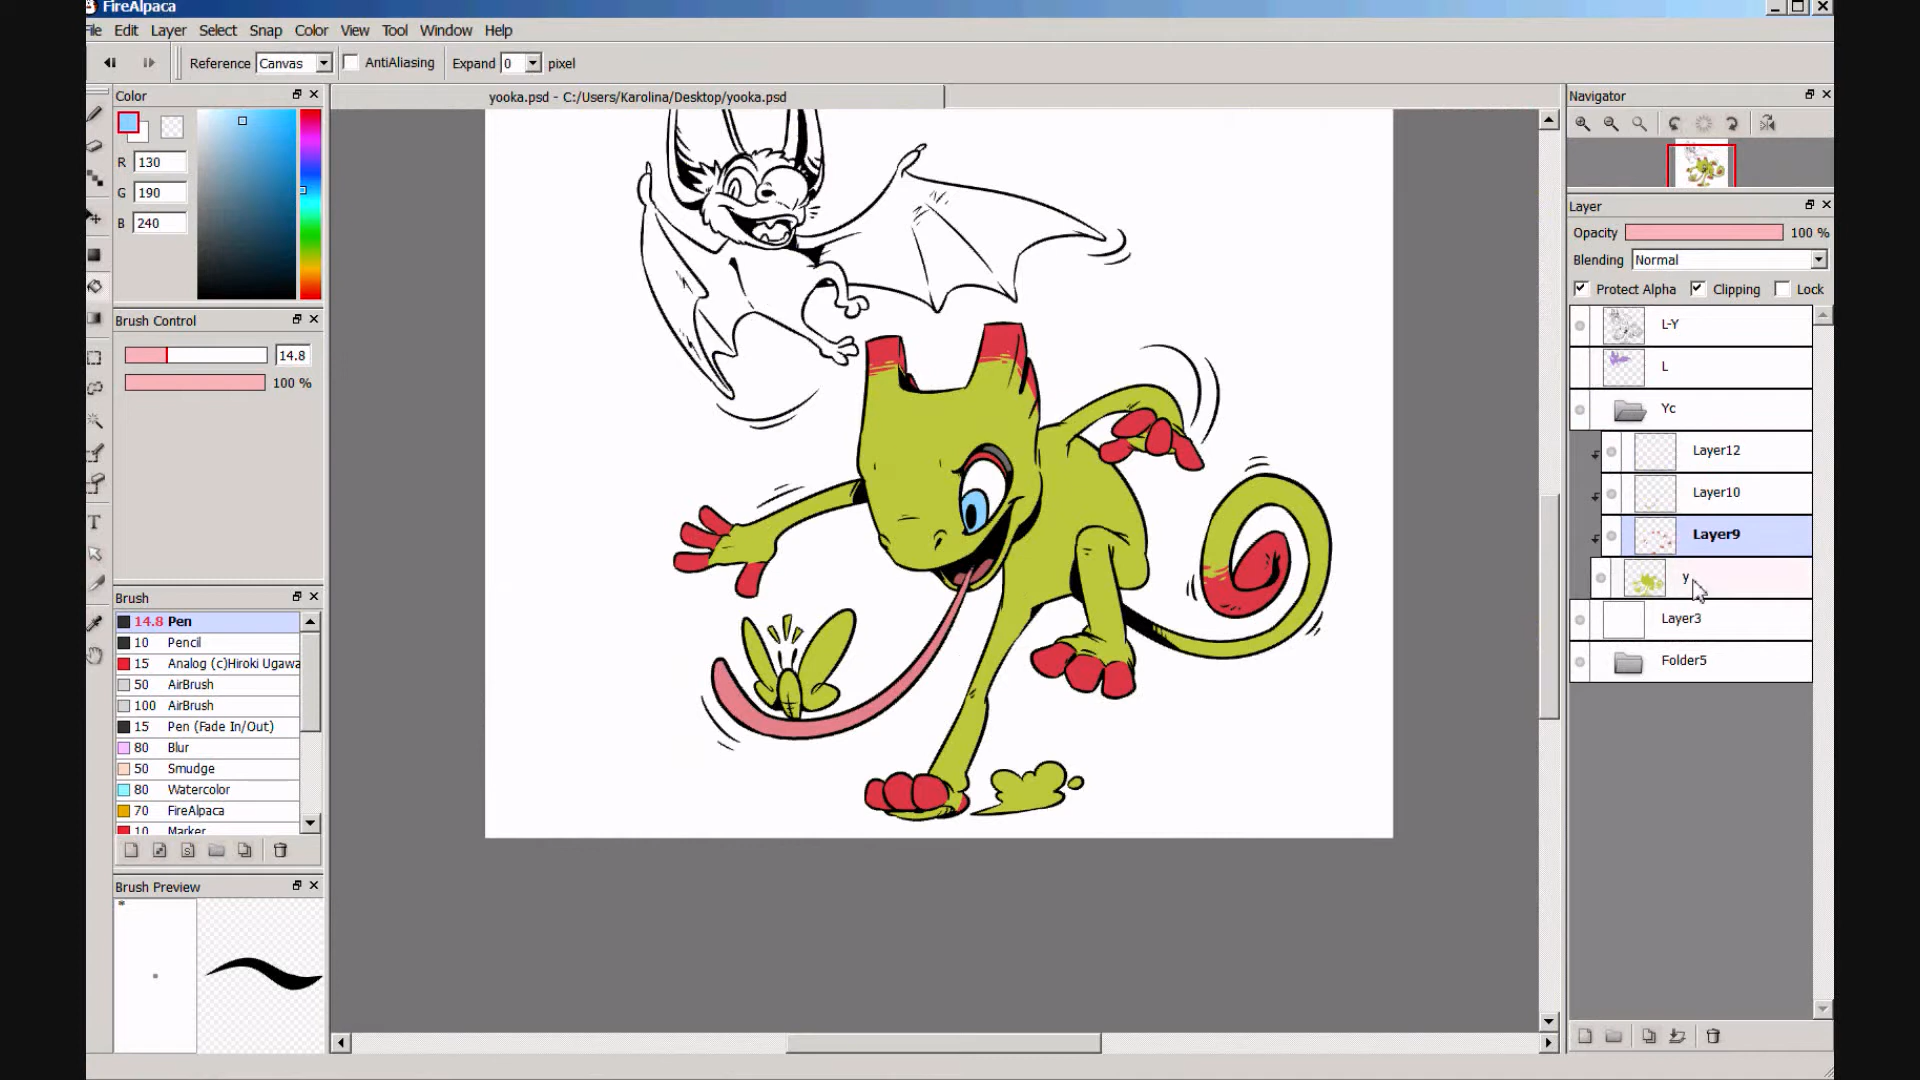 FireAlpaca
File Edit Layer Select Snap Color View Tool Window Help
Reference Canvas AntiAliasing Expand 0 pixel
Color
yooka.psd - C:/Users/Karolina/Desktop/yooka.psd
Navigator
R 130
G 190
B 240
Layer
Opacity 100 %
Blending Normal
Protect Alpha Clipping Lock
Brush Control
14.8
100 %
L-Y
L
Yc
Layer12
Layer10
Layer9
y
Layer3
Folder5
Brush
14.8 Pen
10 Pencil
15 Analog (c)Hiroki Ugawa
50 AirBrush
100 AirBrush
15 Pen (Fade In/Out)
80 Blur
50 Smudge
80 Watercolor
70 FireAlpaca
10 Marker
Brush Preview
*